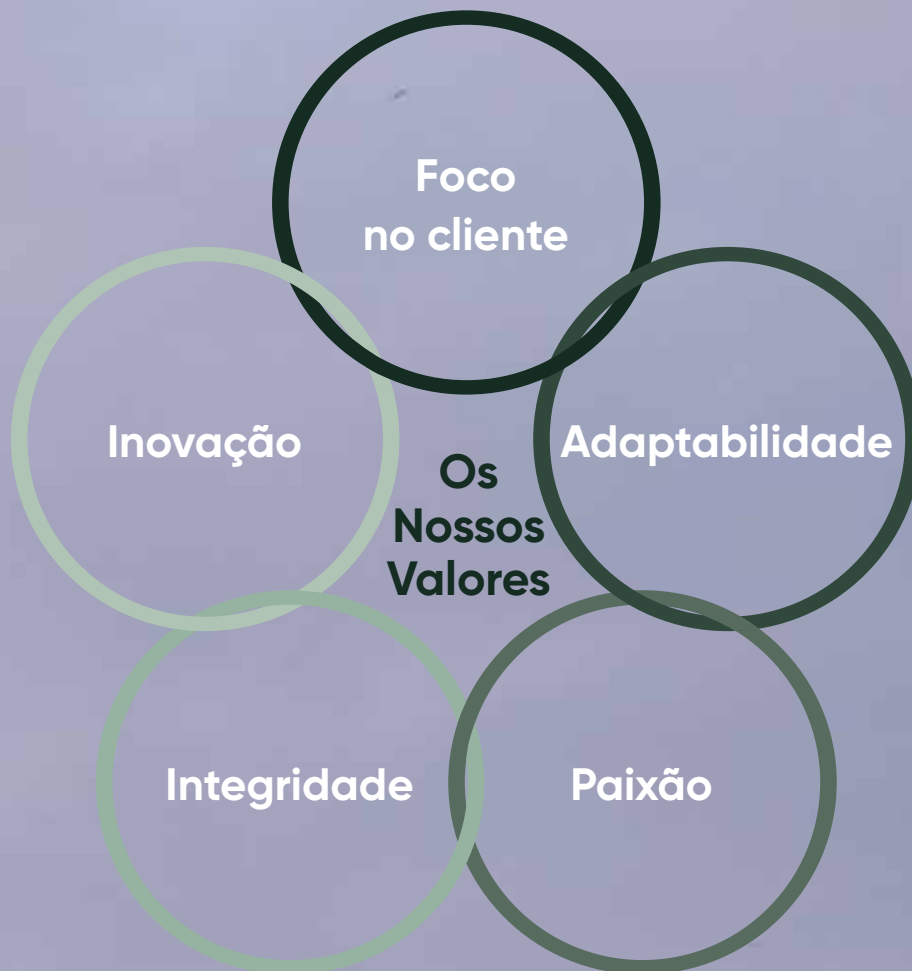 Foco
no cliente
Inovação
Adaptabilidade
Os
Nossos
Valores
Integridade
Paixão